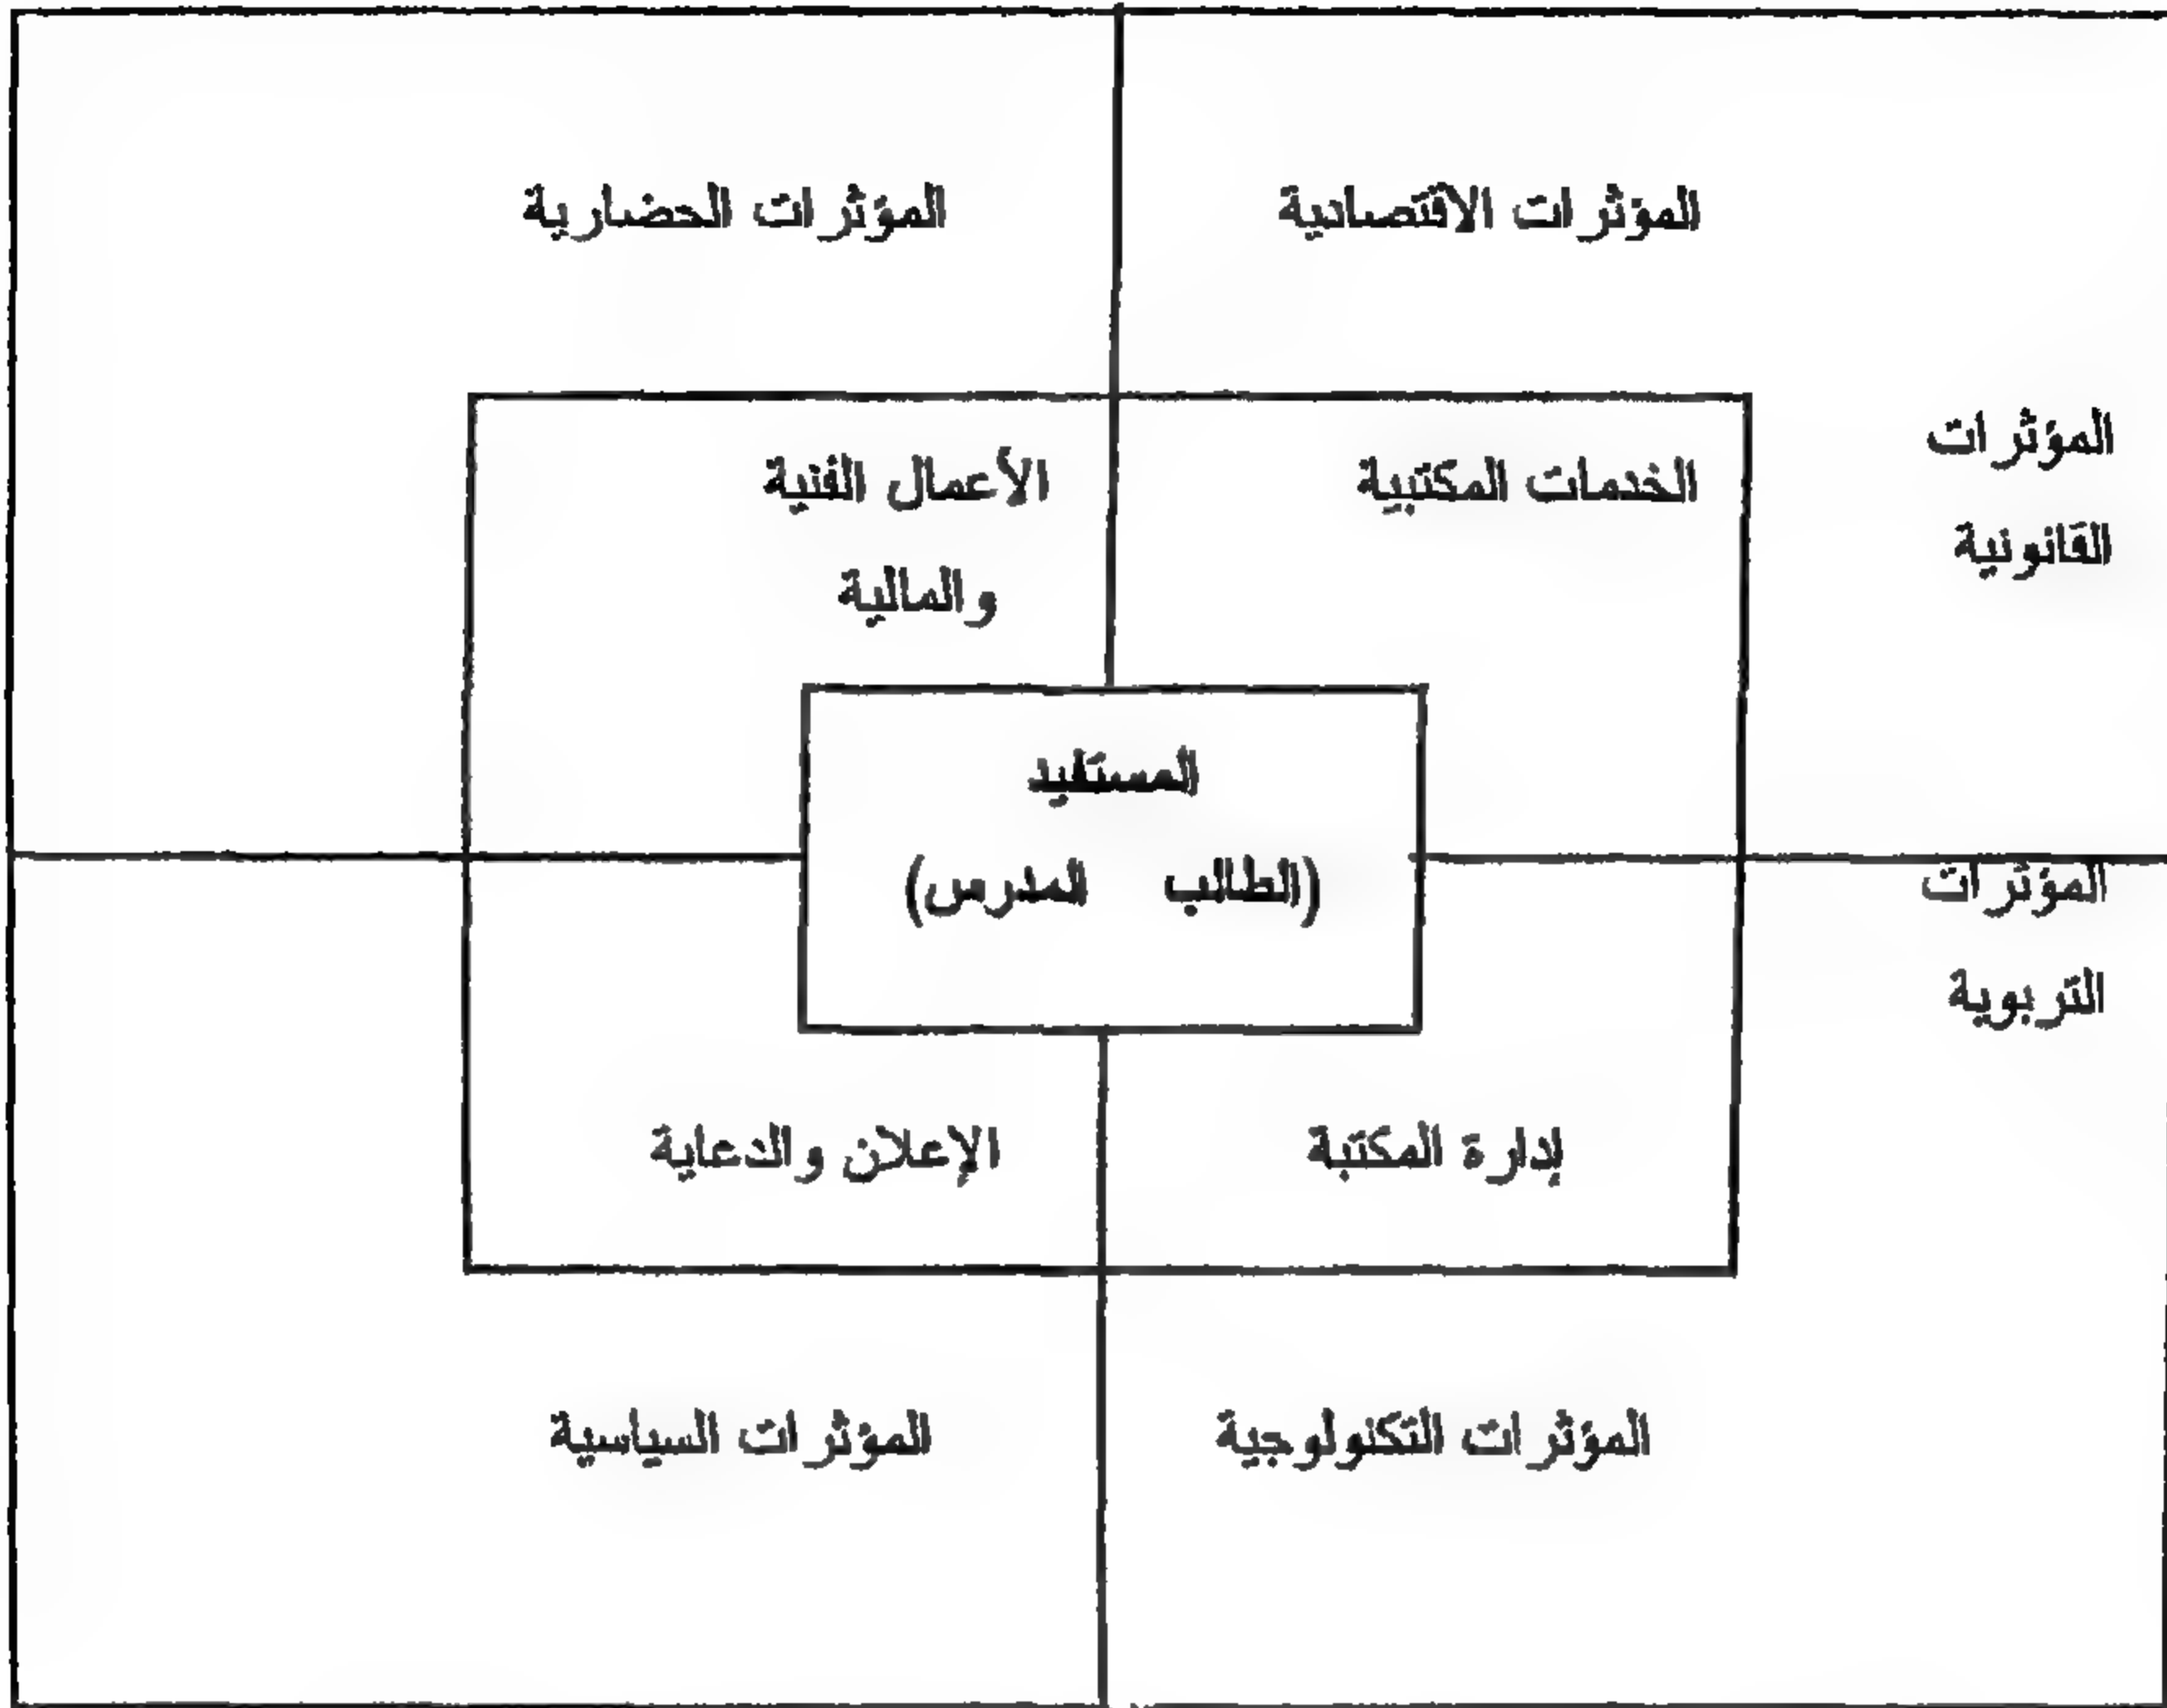 المؤثرات الاقتصادية
المؤثرات الحضارية
المؤثرات
القانونية
الخدمات المكتبية
الأعمال الفنية
والمالية
المستفيد
(الطالب المدرس)
المؤثرات
التربوية
إدارة المكتبة
الإعلان والدعاية
المؤثرات التكنولوجية
المؤثرات السياسية